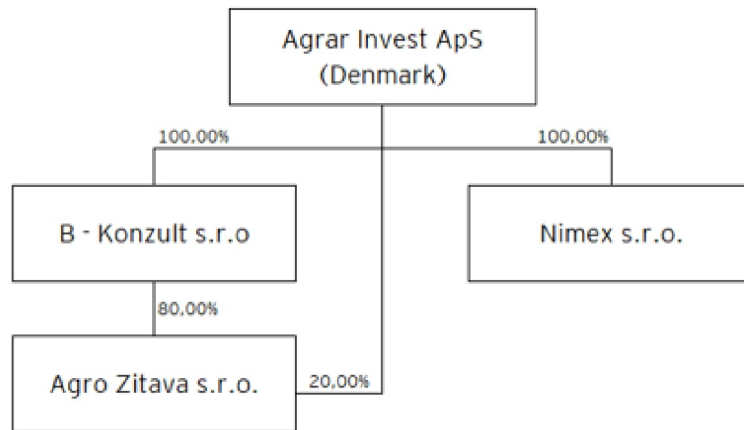 Agrar Invest ApS
(Denmark)
100,00%
100,00%
B - Konzult s.r.o
Nimex s.r.o.
80,00%
Agro Zitava s.r.o.
20,00%